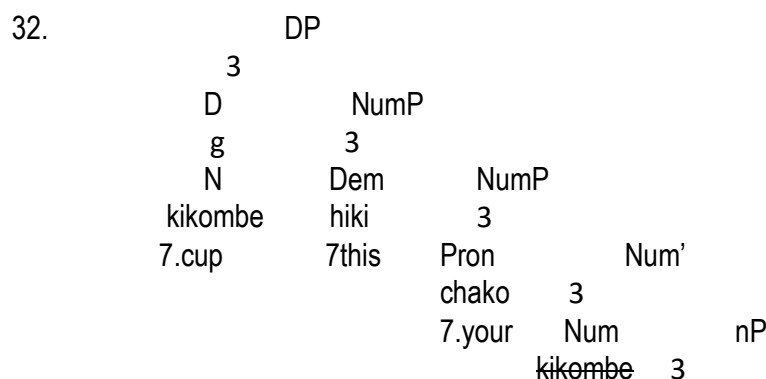 32. DP
3
D NumP
g 3
N Dem NumP
kikombe hiki 3
7.cup 7this Pron Num’
chako 3
7.your Num nP
kikombe 3